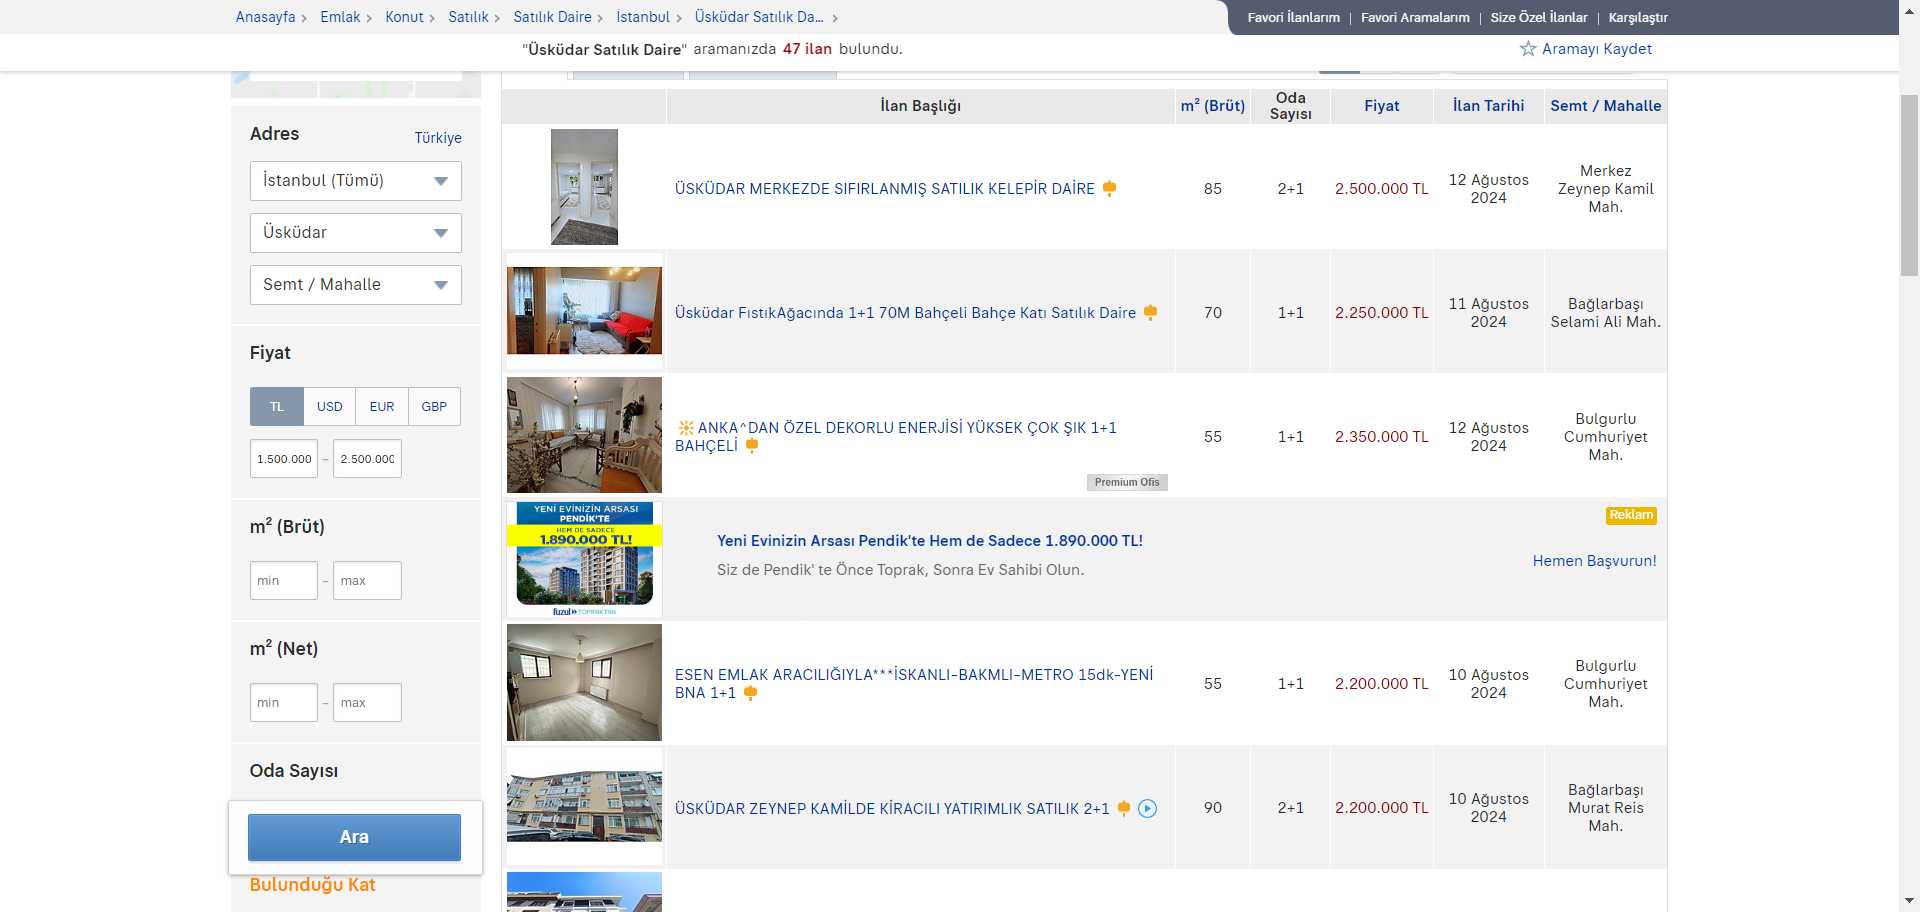 Anasayfa > Emlak > Konut > Satılık > Satılık Daire > İstanbul > Üsküdar Satılık Da... >
Favori İlanlarım | Favori Aramalarım | Size Özel İlanlar | Karşılaştır
"Üsküdar Satılık Daire" aramanızda 47 ilan bulundu.
Aramayı Kaydet
Adres
Türkiye
İstanbul (Tümü)
Üsküdar
Semt / Mahalle
Fiyat
TL USD EUR GBP
1.500.000 - 2.500.000
m² (Brüt)
min - max
m² (Net)
min - max
Oda Sayısı
Ara
Bulunduğu Kat
İlan Başlığı
m² (Brüt)
Oda
Sayısı
Fiyat
İlan Tarihi
Semt / Mahalle
ÜSKÜDAR MERKEZDE SIFIRLANMIŞ SATILIK KELEPİR DAİRE
85
2+1
2.500.000 TL
12 Ağustos
2024
Merkez
Zeynep Kamil
Mah.
Üsküdar FıstıkAğacında 1+1 70M Bahçeli Bahçe Katı Satılık Daire
70
1+1
2.250.000 TL
11 Ağustos
2024
Bağlarbaşı
Selami Ali Mah.
ANKA^DAN ÖZEL DEKORLU ENERJİSİ YÜKSEK ÇOK ŞIK 1+1
BAHÇELİ
Premium Ofis
55
1+1
2.350.000 TL
12 Ağustos
2024
Bulgurlu
Cumhuriyet
Mah.
YENİ EVİNİZİN ARSASI
PENDİK'TE
HEM DE SADECE
1.890.000 TL!
fuzul
Yeni Evinizin Arsası Pendik'te Hem de Sadece 1.890.000 TL!
Siz de Pendik' te Önce Toprak, Sonra Ev Sahibi Olun.
Reklam
Hemen Başvurun!
ESEN EMLAK ARACILIĞIYLA***İSKANLI-BAKMLI-METRO 15dk-YENİ
BNA 1+1
55
1+1
2.200.000 TL
10 Ağustos
2024
Bulgurlu
Cumhuriyet
Mah.
ÜSKÜDAR ZEYNEP KAMİLDE KİRACILI YATIRIMLIK SATILIK 2+1
90
2+1
2.200.000 TL
10 Ağustos
2024
Bağlarbaşı
Murat Reis
Mah.